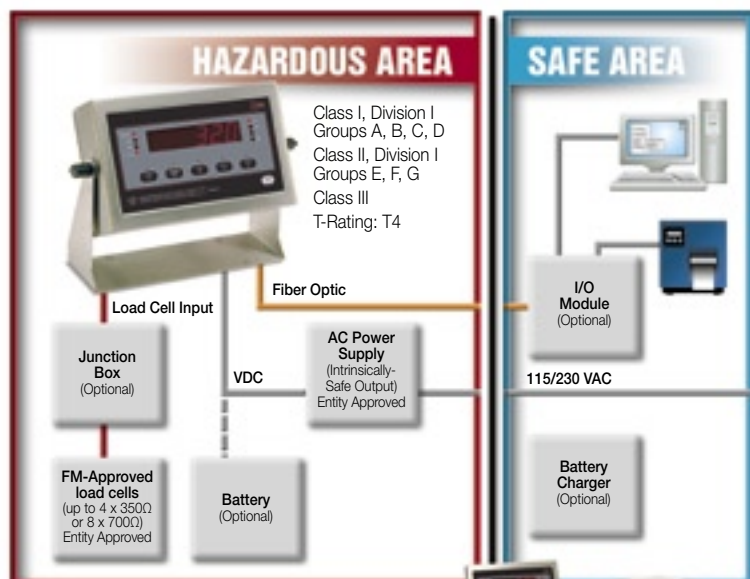 HAZARDOUS AREA
SAFE AREA
Class I, Division I
Groups A, B, C, D
Class II, Division I
Groups E, F, G
Class III
T-Rating: T4
Load Cell Input
Fiber Optic
Junction
Box
(Optional)
VDC
AC Power
Supply
(Intrinsically-
Safe Output)
Entity Approved
I/O
Module
(Optional)
115/230 VAC
FM-Approved
load cells
(up to 4 x 350Ω
or 8 x 700Ω)
Entity Approved
Battery
(Optional)
Battery
Charger
(Optional)